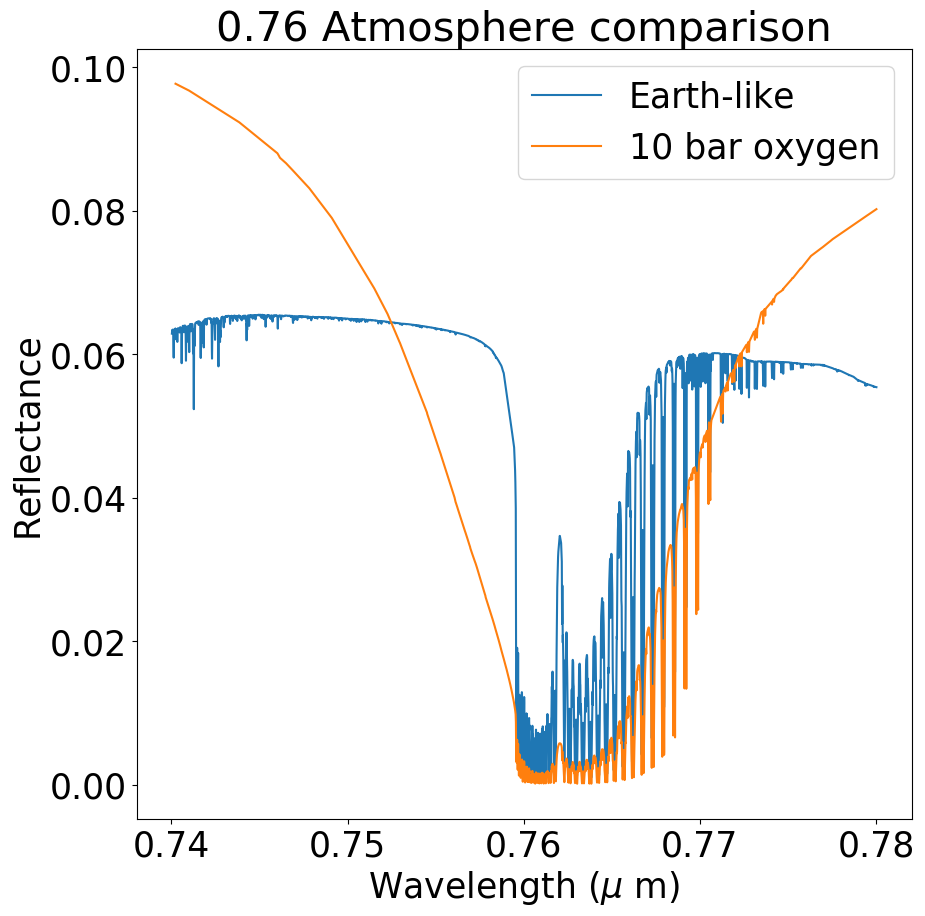 0.76 Atmosphere comparison
Earth-like
10 bar oxygen
Reflectance
0.10
0.08
0.06
0.04
0.02
0.00
0.74 0.75 0.76 0.77 0.78
Wavelength (μ m)